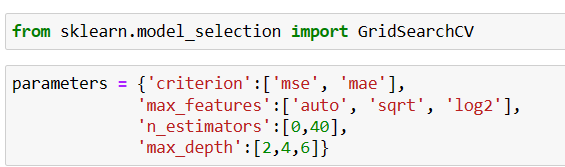 from sklearn.model_selection import GridSearchCV
parameters = {'criterion':['mse', 'mae'],
'max_features':['auto', 'sqrt', 'log2'],
'n_estimators':[0,40],
'max_depth':[2,4,6]}